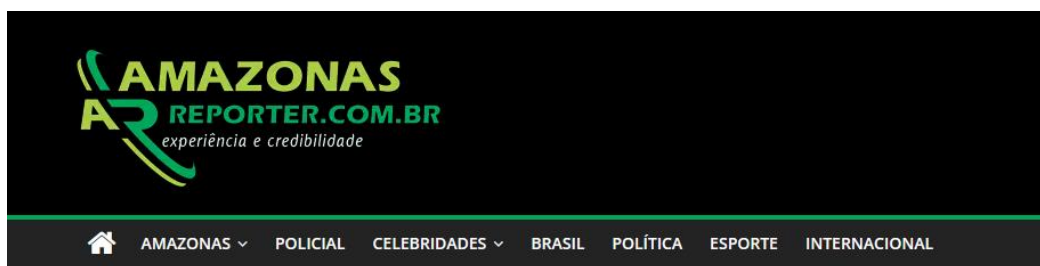 AMAZONAS
AR REPORTER.COM.BR
experiência e credibilidade
AMAZONAS POLICIAL CELEBRIDADES BRASIL POLÍTICA ESPORTE INTERNACIONAL